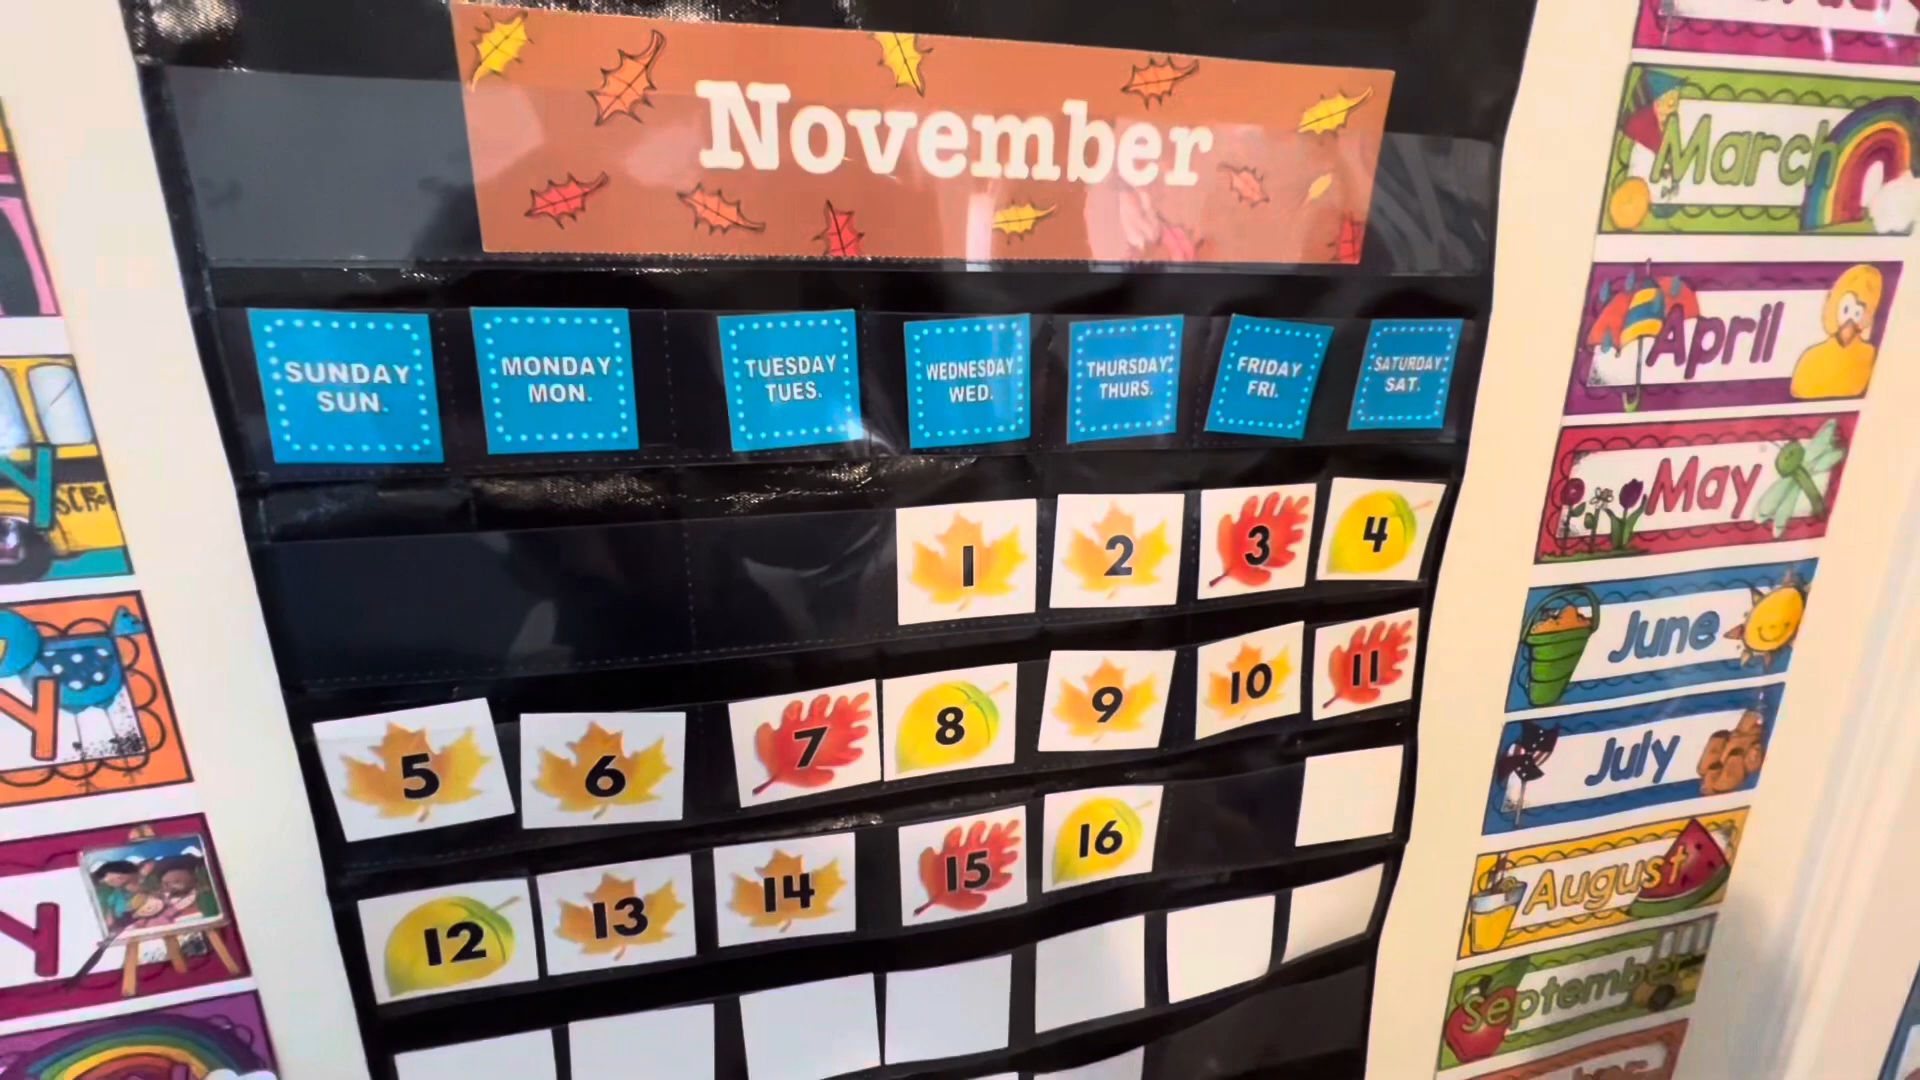 November
SUNDAY
SUN.
MONDAY
MON.
TUESDAY
TUES.
WEDNESDAY
WED.
THURSDAY
THURS.
FRIDAY
FRI.
SATURDAY
SAT.
1
2
3
4
5
6
7
8
9
10
11
12
13
14
15
16
March
April
May
June
July
August
September
Y
Y
Y